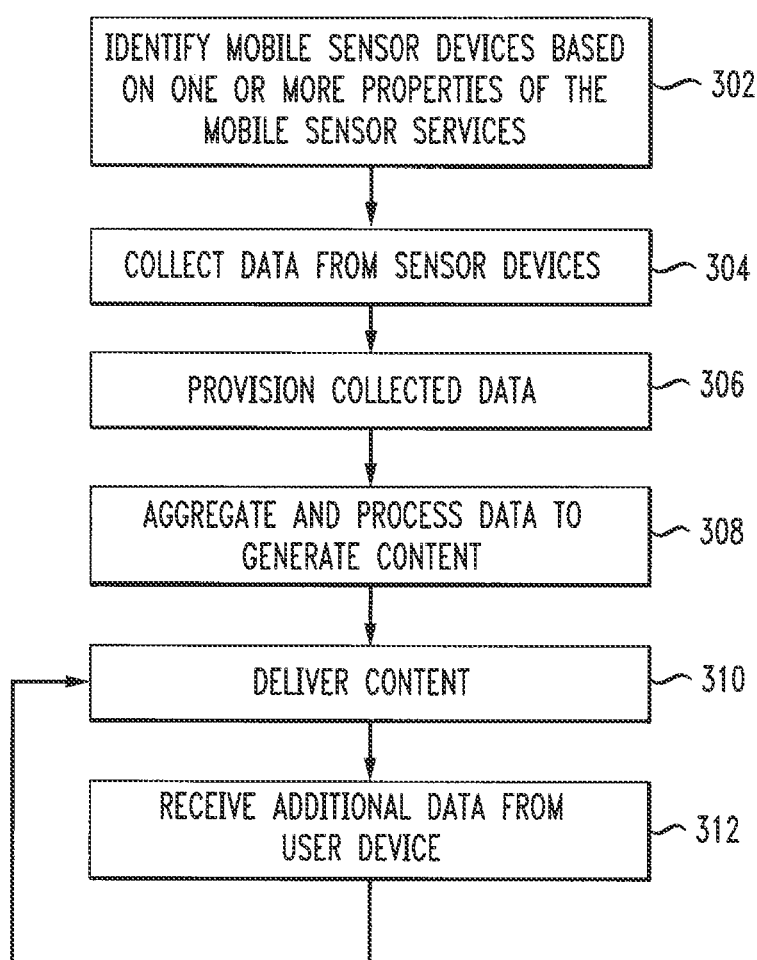 IDENTIFY MOBILE SENSOR DEVICES BASED
ON ONE OR MORE PROPERTIES OF THE
MOBILE SENSOR SERVICES
302
COLLECT DATA FROM SENSOR DEVICES
304
PROVISION COLLECTED DATA
306
AGGREGATE AND PROCESS DATA TO
GENERATE CONTENT
308
DELIVER CONTENT
310
RECEIVE ADDITIONAL DATA FROM
USER DEVICE
312